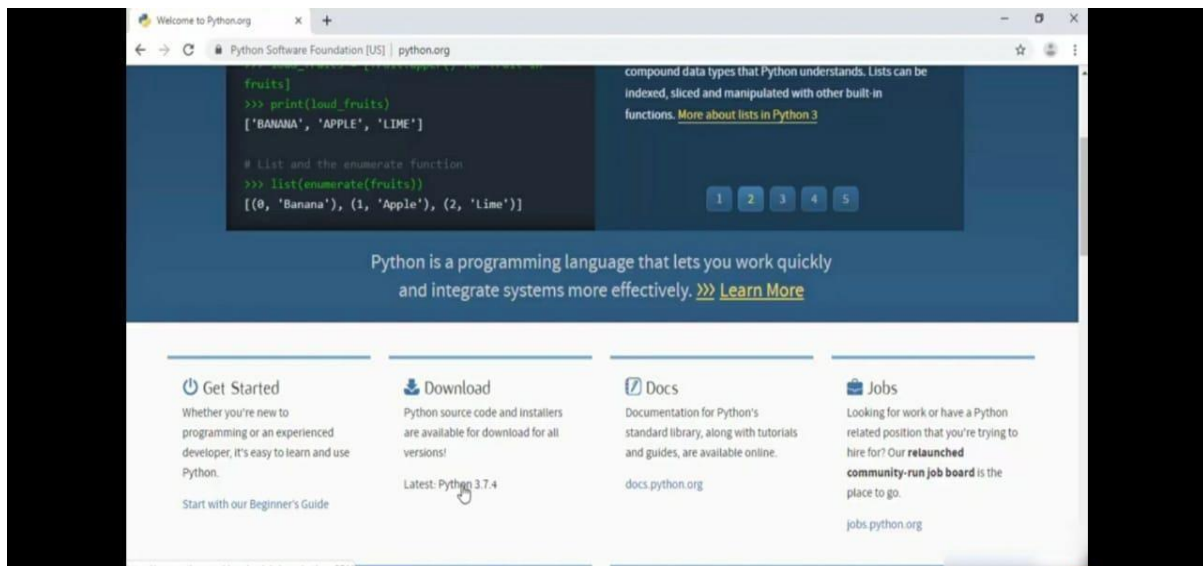 Welcome to Python.org
Python Software Foundation [US] | python.org
fruits]
>>> print(loud_fruits)
['BANANA', 'APPLE', 'LIME']
# List and the enumerate function
>>> list(enumerate(fruits))
[(0, 'Banana'), (1, 'Apple'), (2, 'Lime')]
compound data types that Python understands. Lists can be
indexed, sliced and manipulated with other built-in
functions. More about lists in Python 3
1 2 3 4 5
Python is a programming language that lets you work quickly
and integrate systems more effectively. >>> Learn More
Get Started
Whether you're new to
programming or an experienced
developer, it's easy to learn and use
Python.
Start with our Beginner's Guide
Download
Python source code and installers
are available for download for all
versions!
Latest: Python 3.7.4
Docs
Documentation for Python's
standard library, along with tutorials
and guides, are available online.
docs.python.org
Jobs
Looking for work or have a Python
related position that you're trying to
hire for? Our relaunched
community-run job board is the
place to go.
jobs.python.org